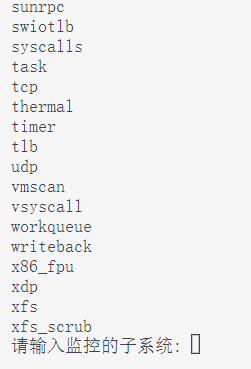 sunrpc
swiotlb
syscalls
task
tcp
thermal
timer
tlb
udp
vmscan
vsyscall
workqueue
writeback
x86_fpu
xdp
xfs
xfs_scrub
请输入监控的子系统: